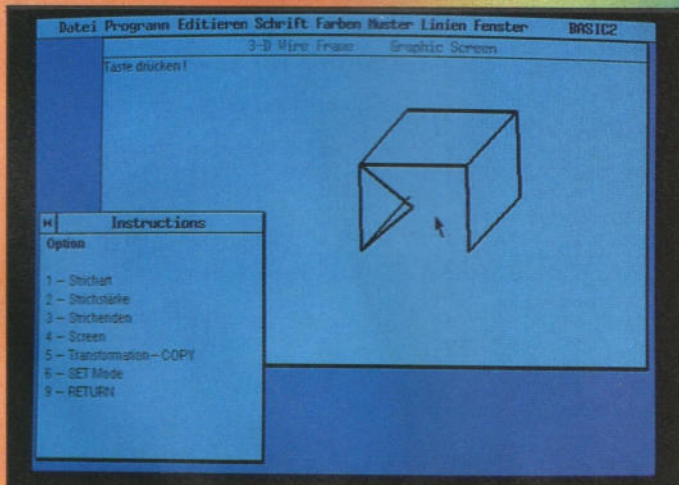 Datei Programm Editieren Schrift Farben Muster Linien Fenster BASIC2
3-D Wire Frame Graphic Screen
Taste drücken !
Instructions
Option
1 – Strichart
2 – Strichstärke
3 – Strichenden
4 – Screen
5 – Transformation – COPY
6 – SET Mode
9 – RETURN